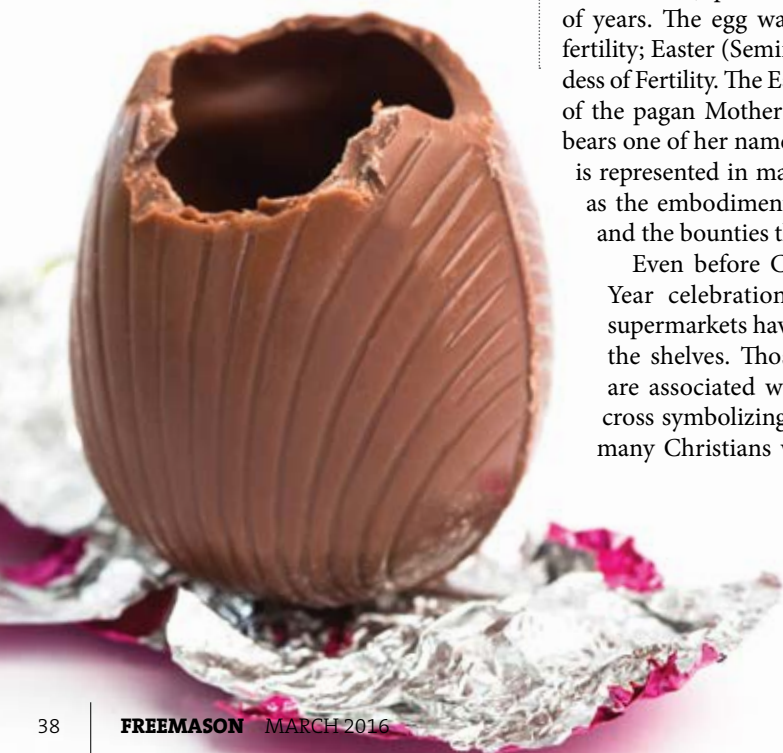 of years. The egg wa
fertility; Easter (Semi
dess of Fertility. The E
of the pagan Mother
bears one of her name
is represented in ma
as the embodimen
and the bounties t
Even before C
Year celebration
supermarkets hav
the shelves. Tho
are associated w
cross symbolizing
many Christians
38
FREEMASON MARCH 2016